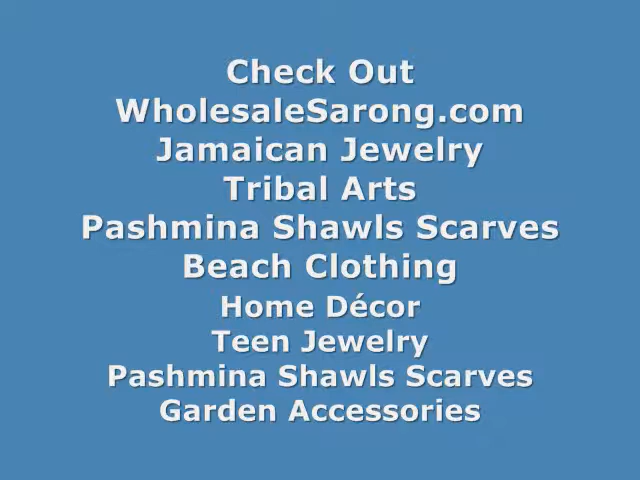 Check Out
WholesaleSarong.com
Jamaican Jewelry
Tribal Arts
Pashmina Shawls Scarves
Beach Clothing
Home Décor
Teen Jewelry
Pashmina Shawls Scarves
Garden Accessories